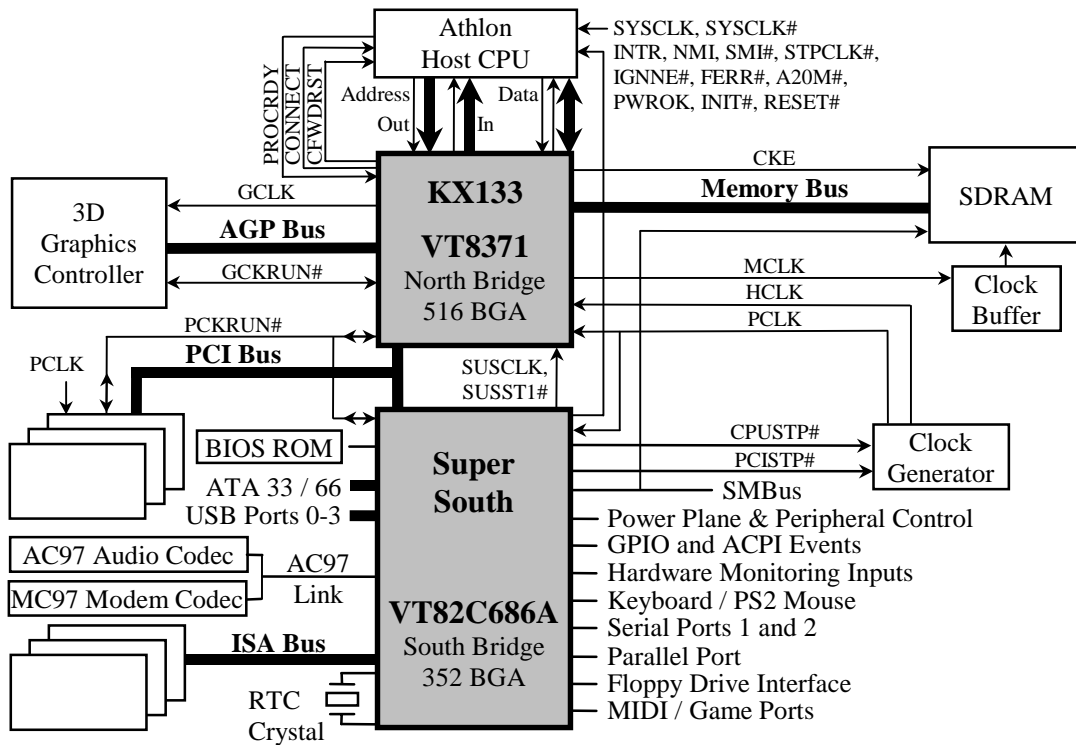 Athlon
Host CPU
SYSCLK, SYSCLK#
INTR, NMI, SMI#, STPCLK#,
IGNNE#, FERR#, A20M#,
PWROK, INIT#, RESET#
PROCRDY
CONNECT
CFWDRST
Address
Out
In
Data
CKE
Memory Bus
SDRAM
KX133
VT8371
North Bridge
516 BGA
3D
Graphics
Controller
GCLK
AGP Bus
GCKRUN#
MCLK
HCLK
PCLK
Clock
Buffer
PCKRUN#
PCI Bus
PCLK
SUSCLK,
SUSST1#
BIOS ROM
ATA 33 / 66
USB Ports 0-3
Super
South
VT82C686A
South Bridge
352 BGA
CPUSTP#
PCISTP#
Clock
Generator
SMBus
Power Plane & Peripheral Control
GPIO and ACPI Events
Hardware Monitoring Inputs
Keyboard / PS2 Mouse
Serial Ports 1 and 2
Parallel Port
Floppy Drive Interface
MIDI / Game Ports
AC97 Audio Codec
MC97 Modem Codec
AC97
Link
ISA Bus
RTC
Crystal